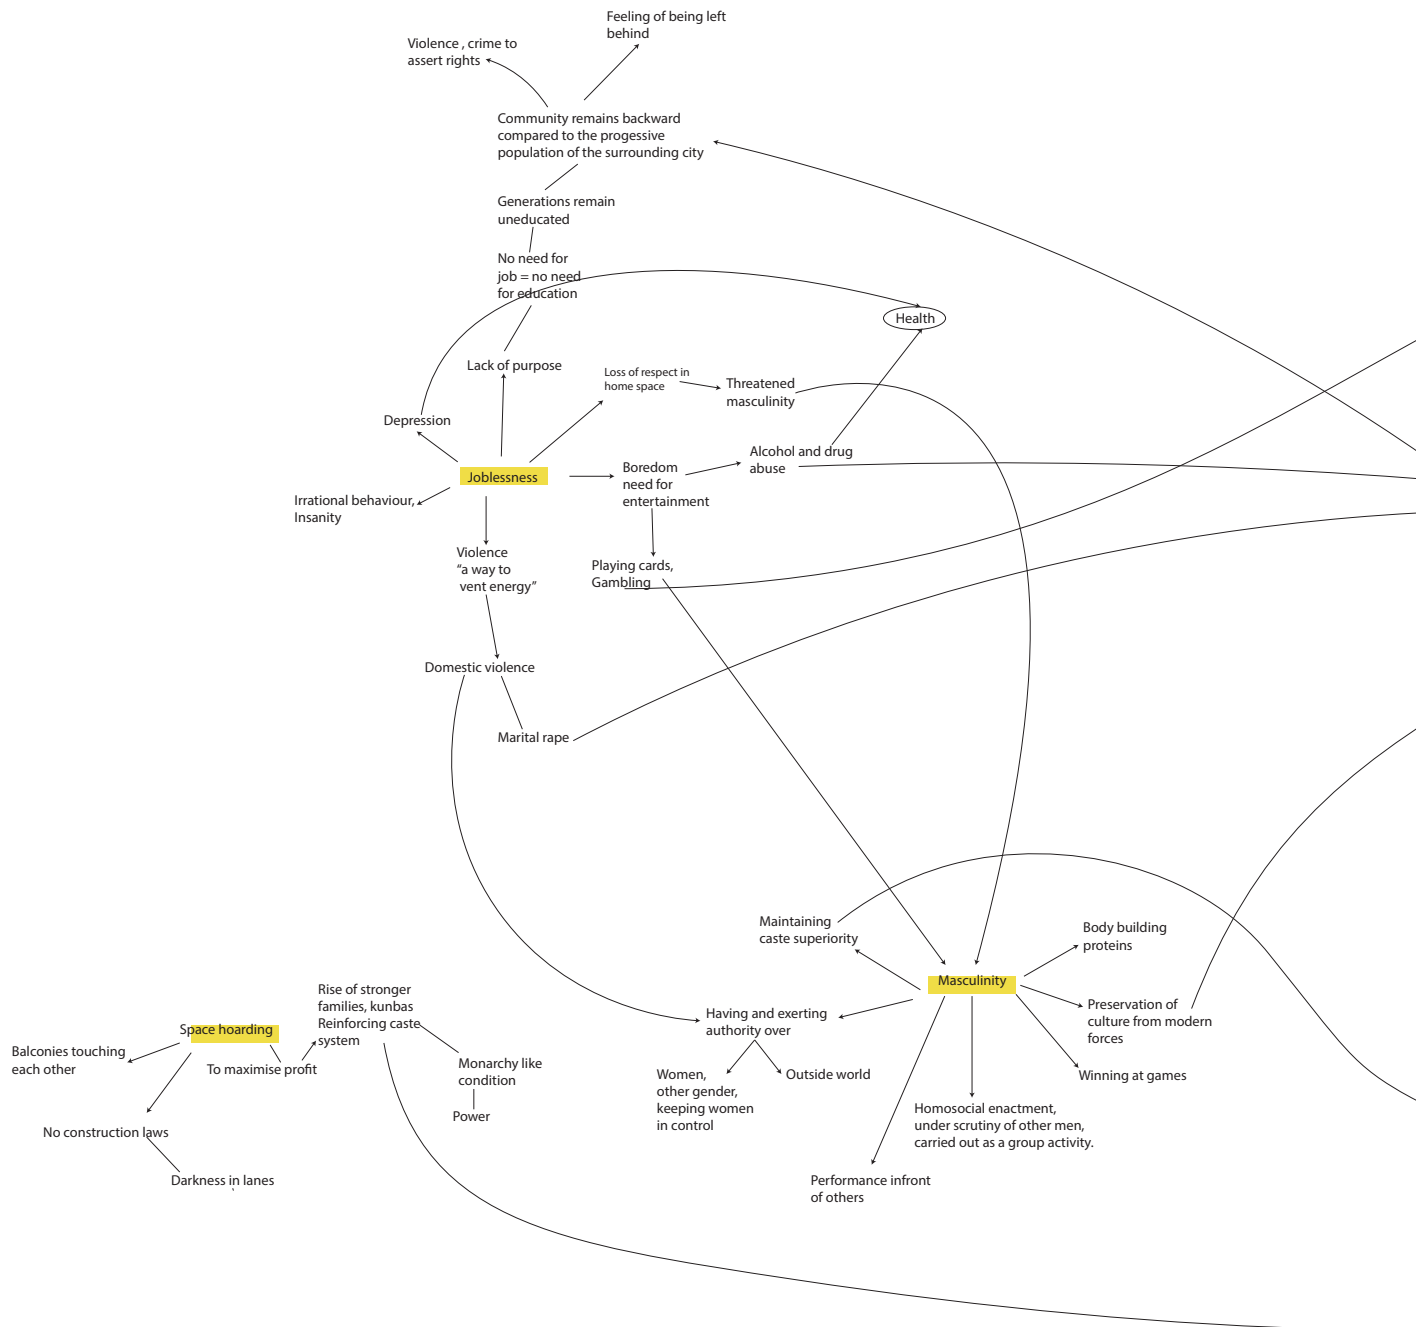 Feeling of being left
behind
Violence , crime to
assert rights
Community remains backward
compared to the progessive
population of the surrounding city
Generations remain
uneducated
No need for
job = no need
for education
Health
Lack of purpose
Loss of respect in
home space
Threatened
masculinity
Depression
Alcohol and drug
abuse
Joblessness
Boredom
need for
entertainment
Irrational behaviour,
Insanity
Violence
“a way to
vent energy”
Playing cards,
Gambling
Domestic violence
Marital rape
Maintaining
caste superiority
Body building
proteins
Masculinity
Preservation of
culture from modern
forces
Having and exerting
authority over
Winning at games
Women,
other gender,
keeping women
in control
Outside world
Homosocial enactment,
under scrutiny of other men,
carried out as a group activity.
Performance infront
of others
Rise of stronger
families, kunbas
Reinforcing caste
system
Space hoarding
Balconies touching
each other
To maximise profit
Monarchy like
condition
Power
No construction laws
Darkness in lanes